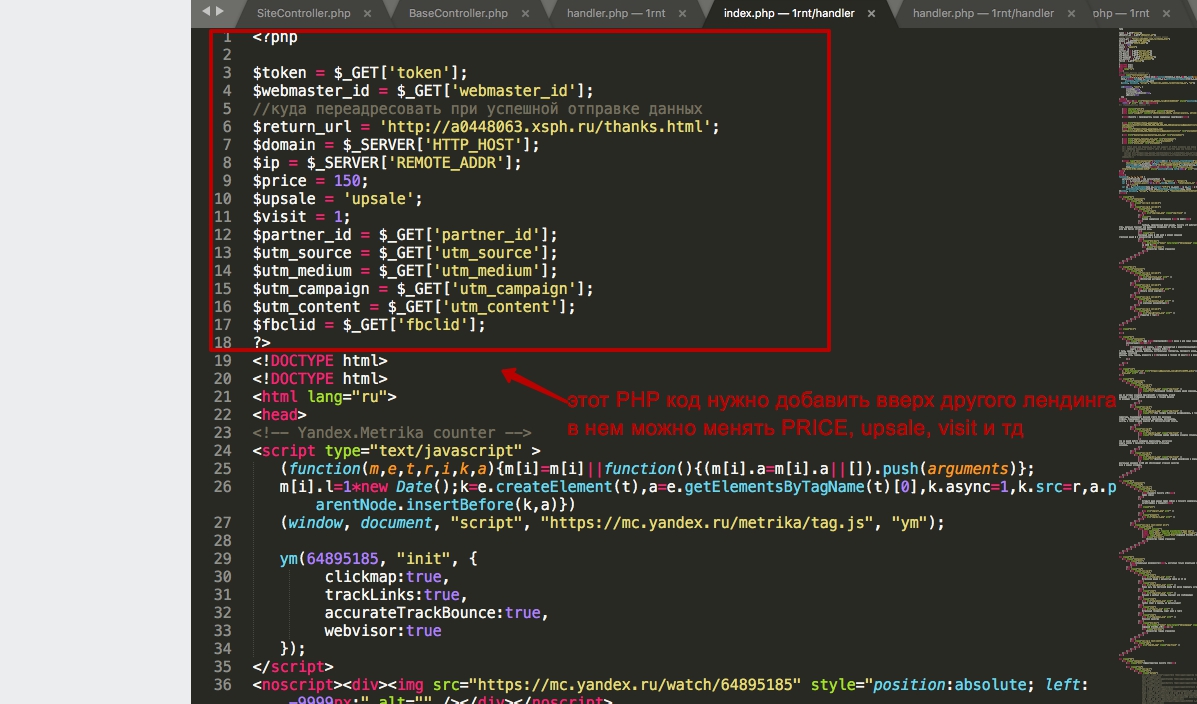 SiteController.php ×
BaseController.php ×
handler.php — 1rnt ×
index.php — 1rnt/handler ×
handler.php — 1rnt/handler ×
php — 1rnt ×
1 <?php
2
3 $token = $_GET['token'];
4 $webmaster_id = $_GET['webmaster_id'];
5 //куда переадресовать при успешной отправке данных
6 $return_url = 'http://a0448063.xsph.ru/thanks.html';
7 $domain = $_SERVER['HTTP_HOST'];
8 $ip = $_SERVER['REMOTE_ADDR'];
9 $price = 150;
10 $upsale = 'upsale';
11 $visit = 1;
12 $partner_id = $_GET['partner_id'];
13 $utm_source = $_GET['utm_source'];
14 $utm_medium = $_GET['utm_medium'];
15 $utm_campaign = $_GET['utm_campaign'];
16 $utm_content = $_GET['utm_content'];
17 $fbclid = $_GET['fbclid'];
18 ?>
19 <!DOCTYPE html>
20 <!DOCTYPE html>
21 <html lang="ru">
этот PHP код нужно добавить вверх другого лендинга
22 <head>
в нем можно менять PRICE, upsale, visit и тд
23 <!-- Yandex.Metrika counter -->
24 <script type="text/javascript" >
25 (function(m,e,t,r,i,k,a){m[i]=m[i]||function(){(m[i].a=m[i].a||[]).push(arguments)};
26 m[i].l=1*new Date();k=e.createElement(t),a=e.getElementsByTagName(t)[0],k.async=1,k.src=r,a.p
arentNode.insertBefore(k,a)})
27 (window, document, "script", "https://mc.yandex.ru/metrika/tag.js", "ym");
28
29 ym(64895185, "init", {
30 clickmap:true,
31 trackLinks:true,
32 accurateTrackBounce:true,
33 webvisor:true
34 });
35 </script>
36 <noscript><div><img src="https://mc.yandex.ru/watch/64895185" style="position:absolute; left:
-9999px;" alt="" /></div></noscript>